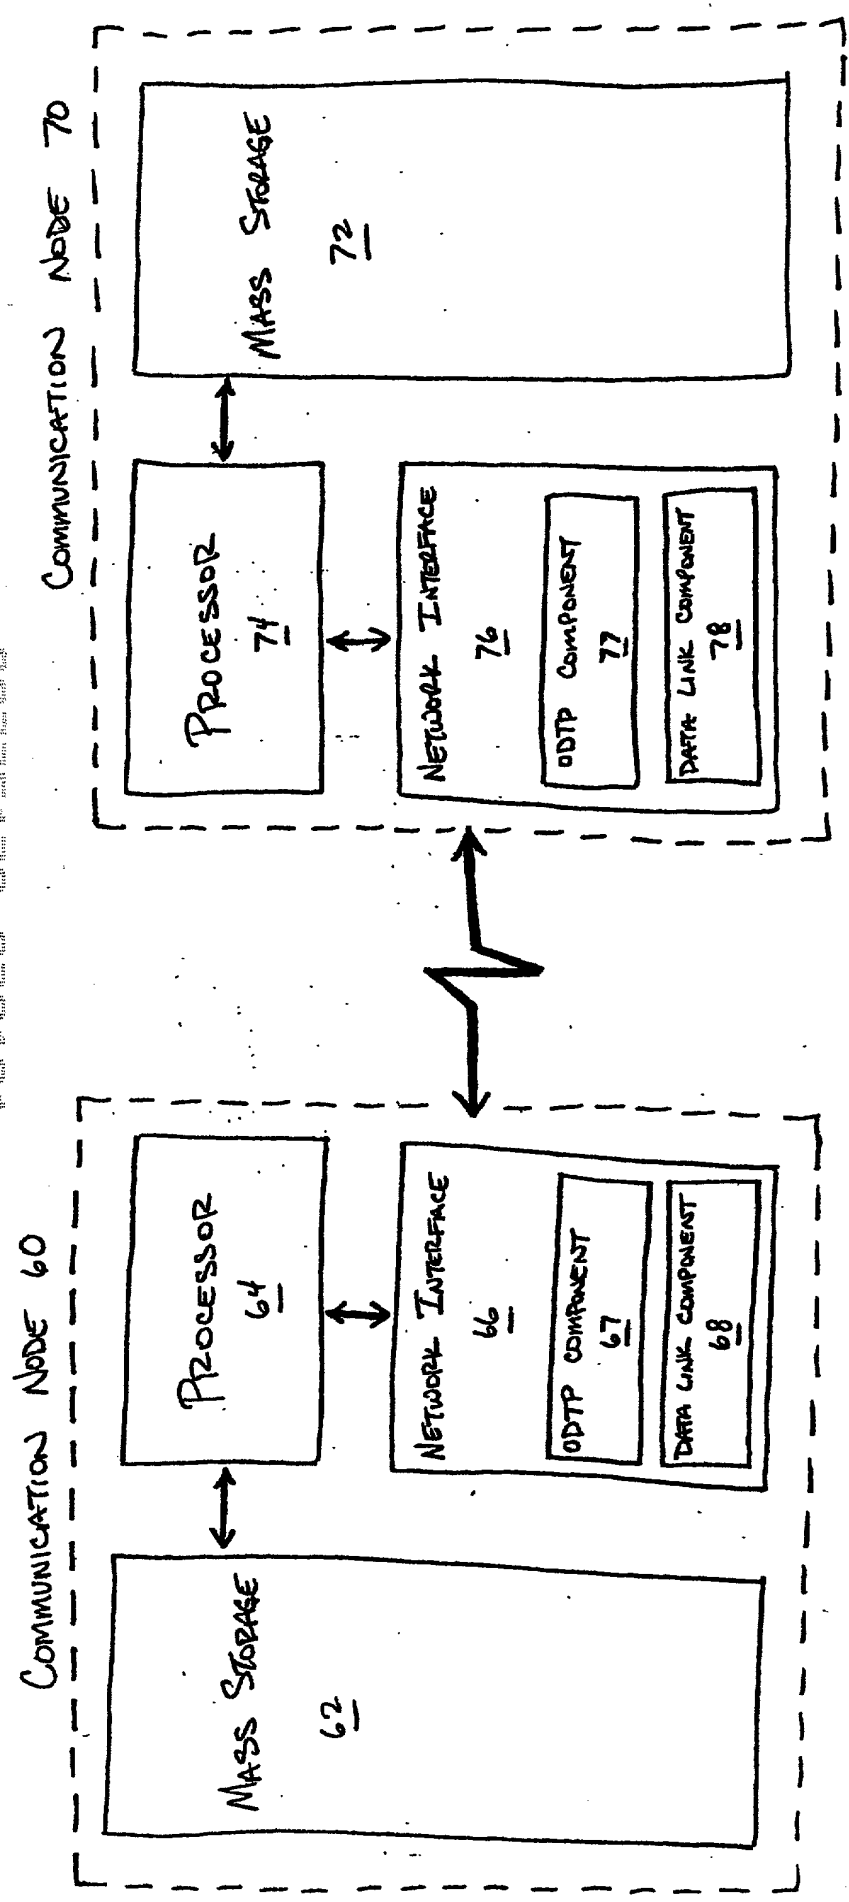 COMMUNICATION NODE 60
MASS STORAGE
62
PROCESSOR
64
NETWORK INTERFACE
66
ODTP COMPONENT
67
DATA LINK COMPONENT
68
COMMUNICATION NODE 70
PROCESSOR
74
MASS STORAGE
72
NETWORK INTERFACE
76
ODTP COMPONENT
77
DATA LINK COMPONENT
78